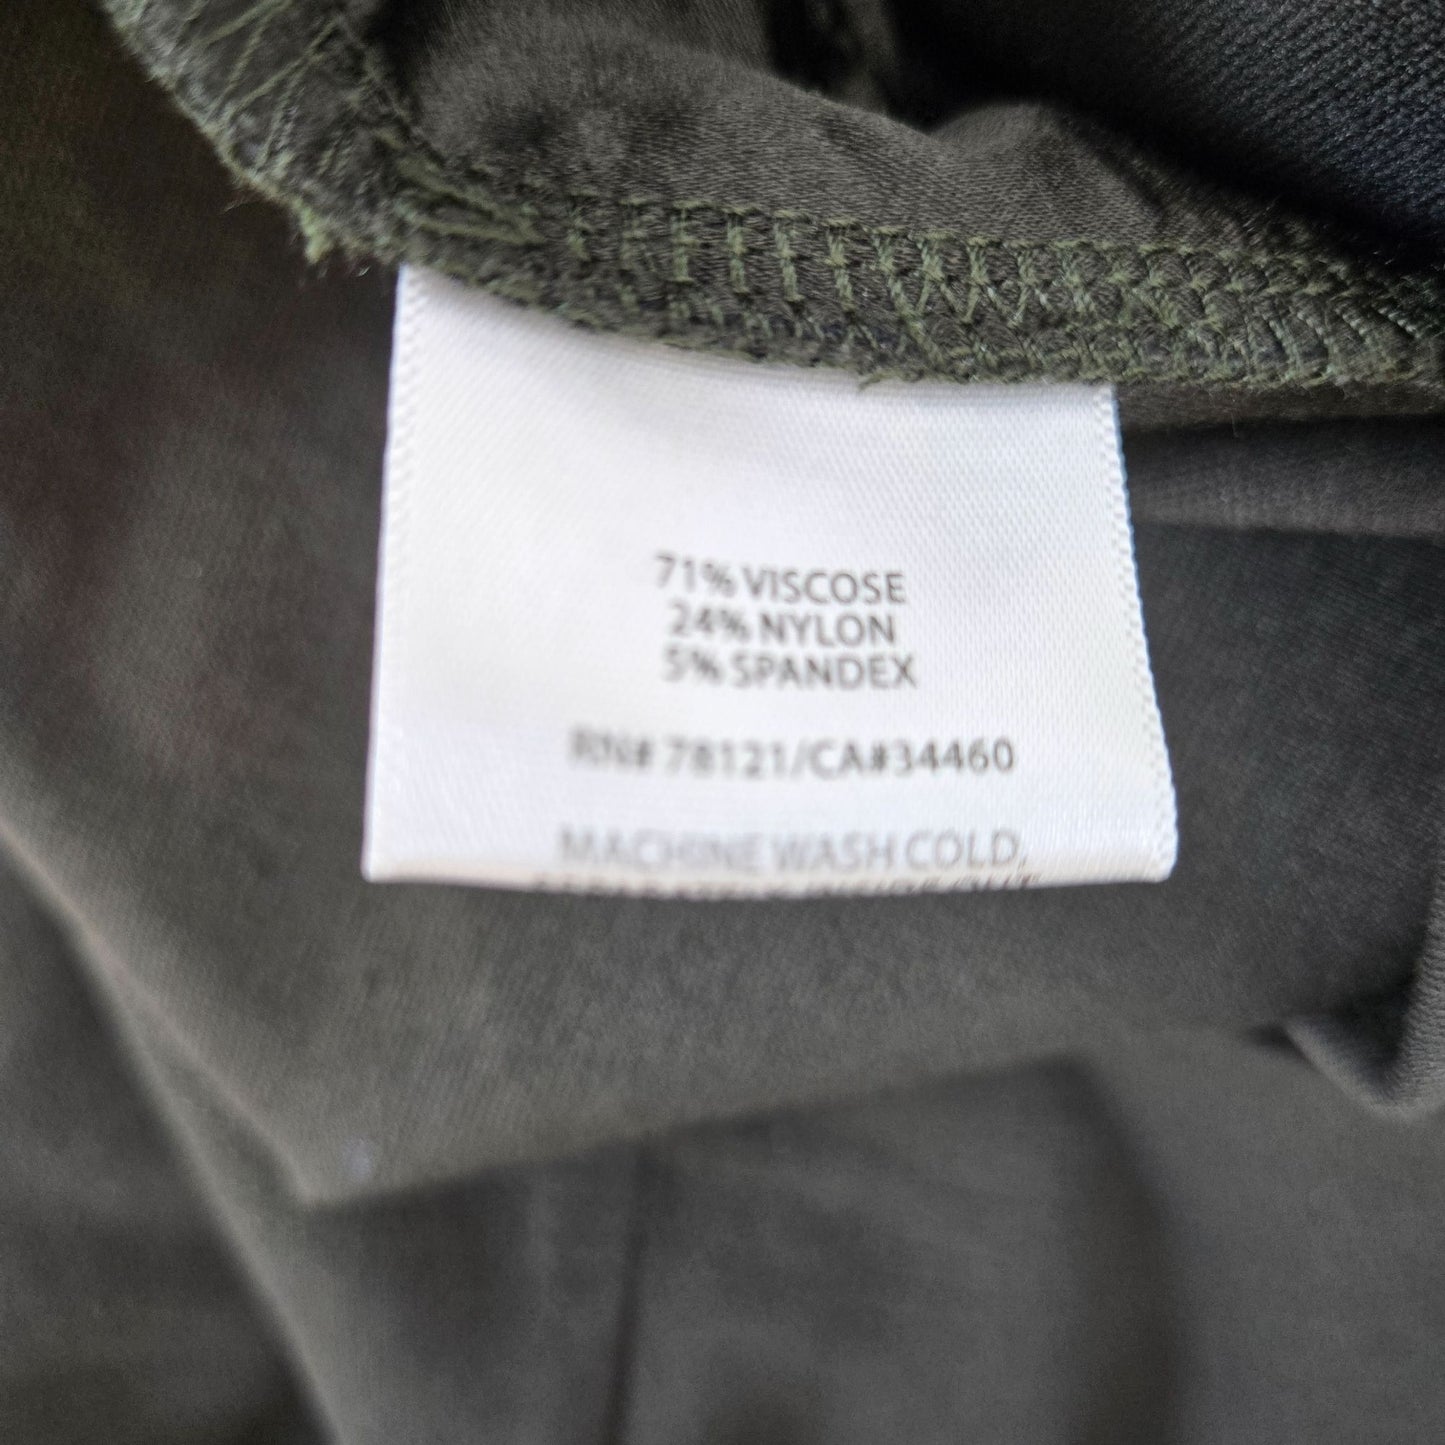 71% VISCOSE
24% NYLON
5% SPANDEX
RN# 78121/CA#34460
MACHINE WASH COLD,